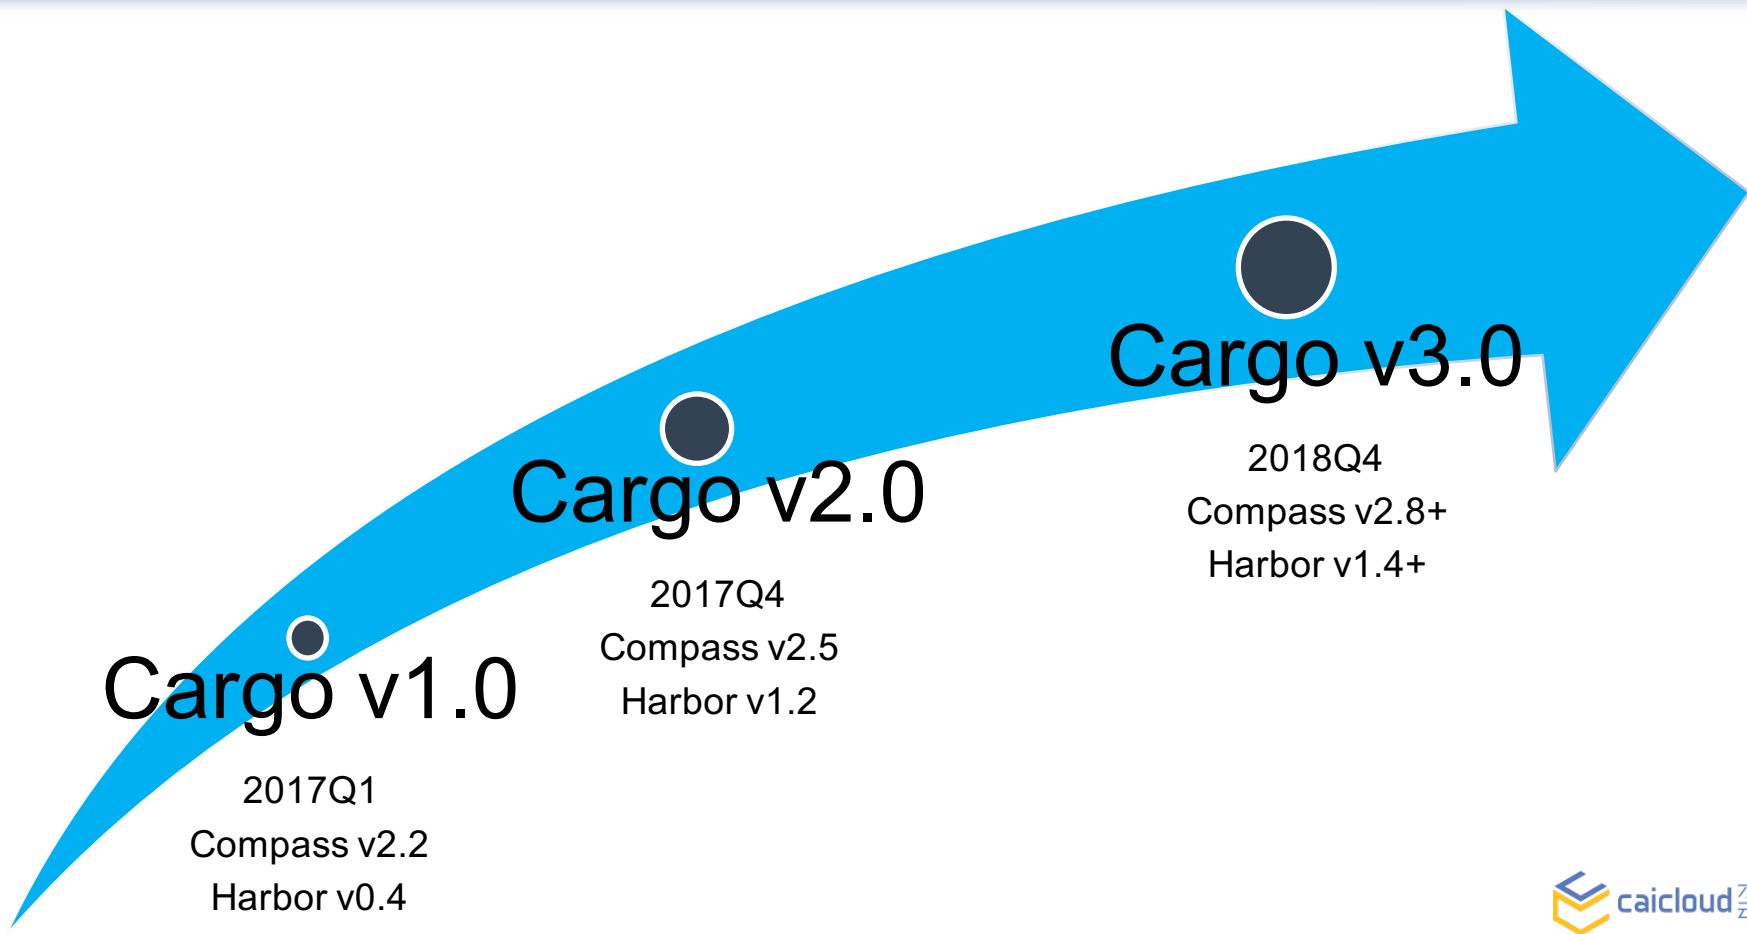 Cargo v1.0
2017Q1
Compass v2.2
Harbor v0.4
Cargo v2.0
2017Q4
Compass v2.5
Harbor v1.2
Cargo v3.0
2018Q4
Compass v2.8+
Harbor v1.4+
caicloud